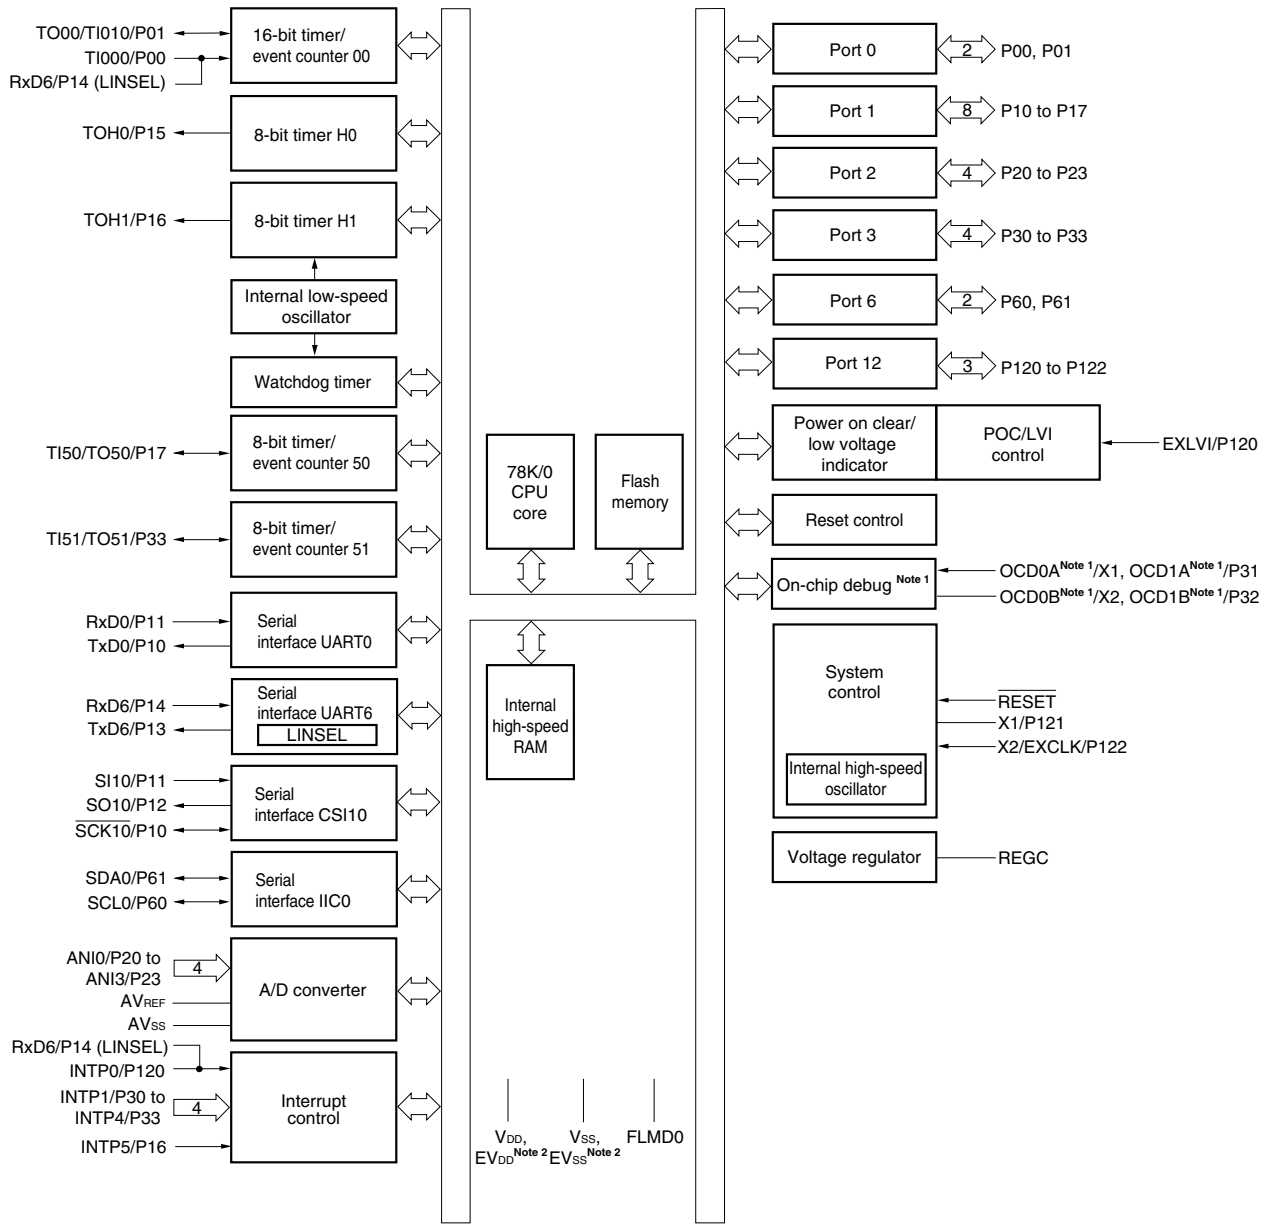 TO00/TI010/P01
TI000/P00
RxD6/P14 (LINSEL)
16-bit timer/
event counter 00
TOH0/P15
8-bit timer H0
TOH1/P16
8-bit timer H1
Internal low-speed
oscillator
Watchdog timer
TI50/TO50/P17
8-bit timer/
event counter 50
TI51/TO51/P33
8-bit timer/
event counter 51
RxD0/P11
TxD0/P10
Serial
interface UART0
RxD6/P14
TxD6/P13
Serial
interface UART6
LINSEL
SI10/P11
SO10/P12
SCK10/P10
Serial
interface CSI10
SDA0/P61
SCL0/P60
Serial
interface IIC0
ANI0/P20 to
ANI3/P23
4
AVREF
AVSS
A/D converter
RxD6/P14 (LINSEL)
INTP0/P120
INTP1/P30 to
INTP4/P33
4
INTP5/P16
Interrupt
control
78K/0
CPU
core
Flash
memory
Internal
high-speed
RAM
VDD,
EVDD Note 2
VSS,
EVSS Note 2
FLMD0
Port 0
2
P00, P01
Port 1
8
P10 to P17
Port 2
4
P20 to P23
Port 3
4
P30 to P33
Port 6
2
P60, P61
Port 12
3
P120 to P122
Power on clear/
low voltage
indicator
POC/LVI
control
EXLVI/P120
Reset control
On-chip debug Note 1
OCD0A Note 1/X1, OCD1A Note 1/P31
OCD0B Note 1/X2, OCD1B Note 1/P32
System
control
RESET
X1/P121
X2/EXCLK/P122
Internal high-speed
oscillator
Voltage regulator
REGC